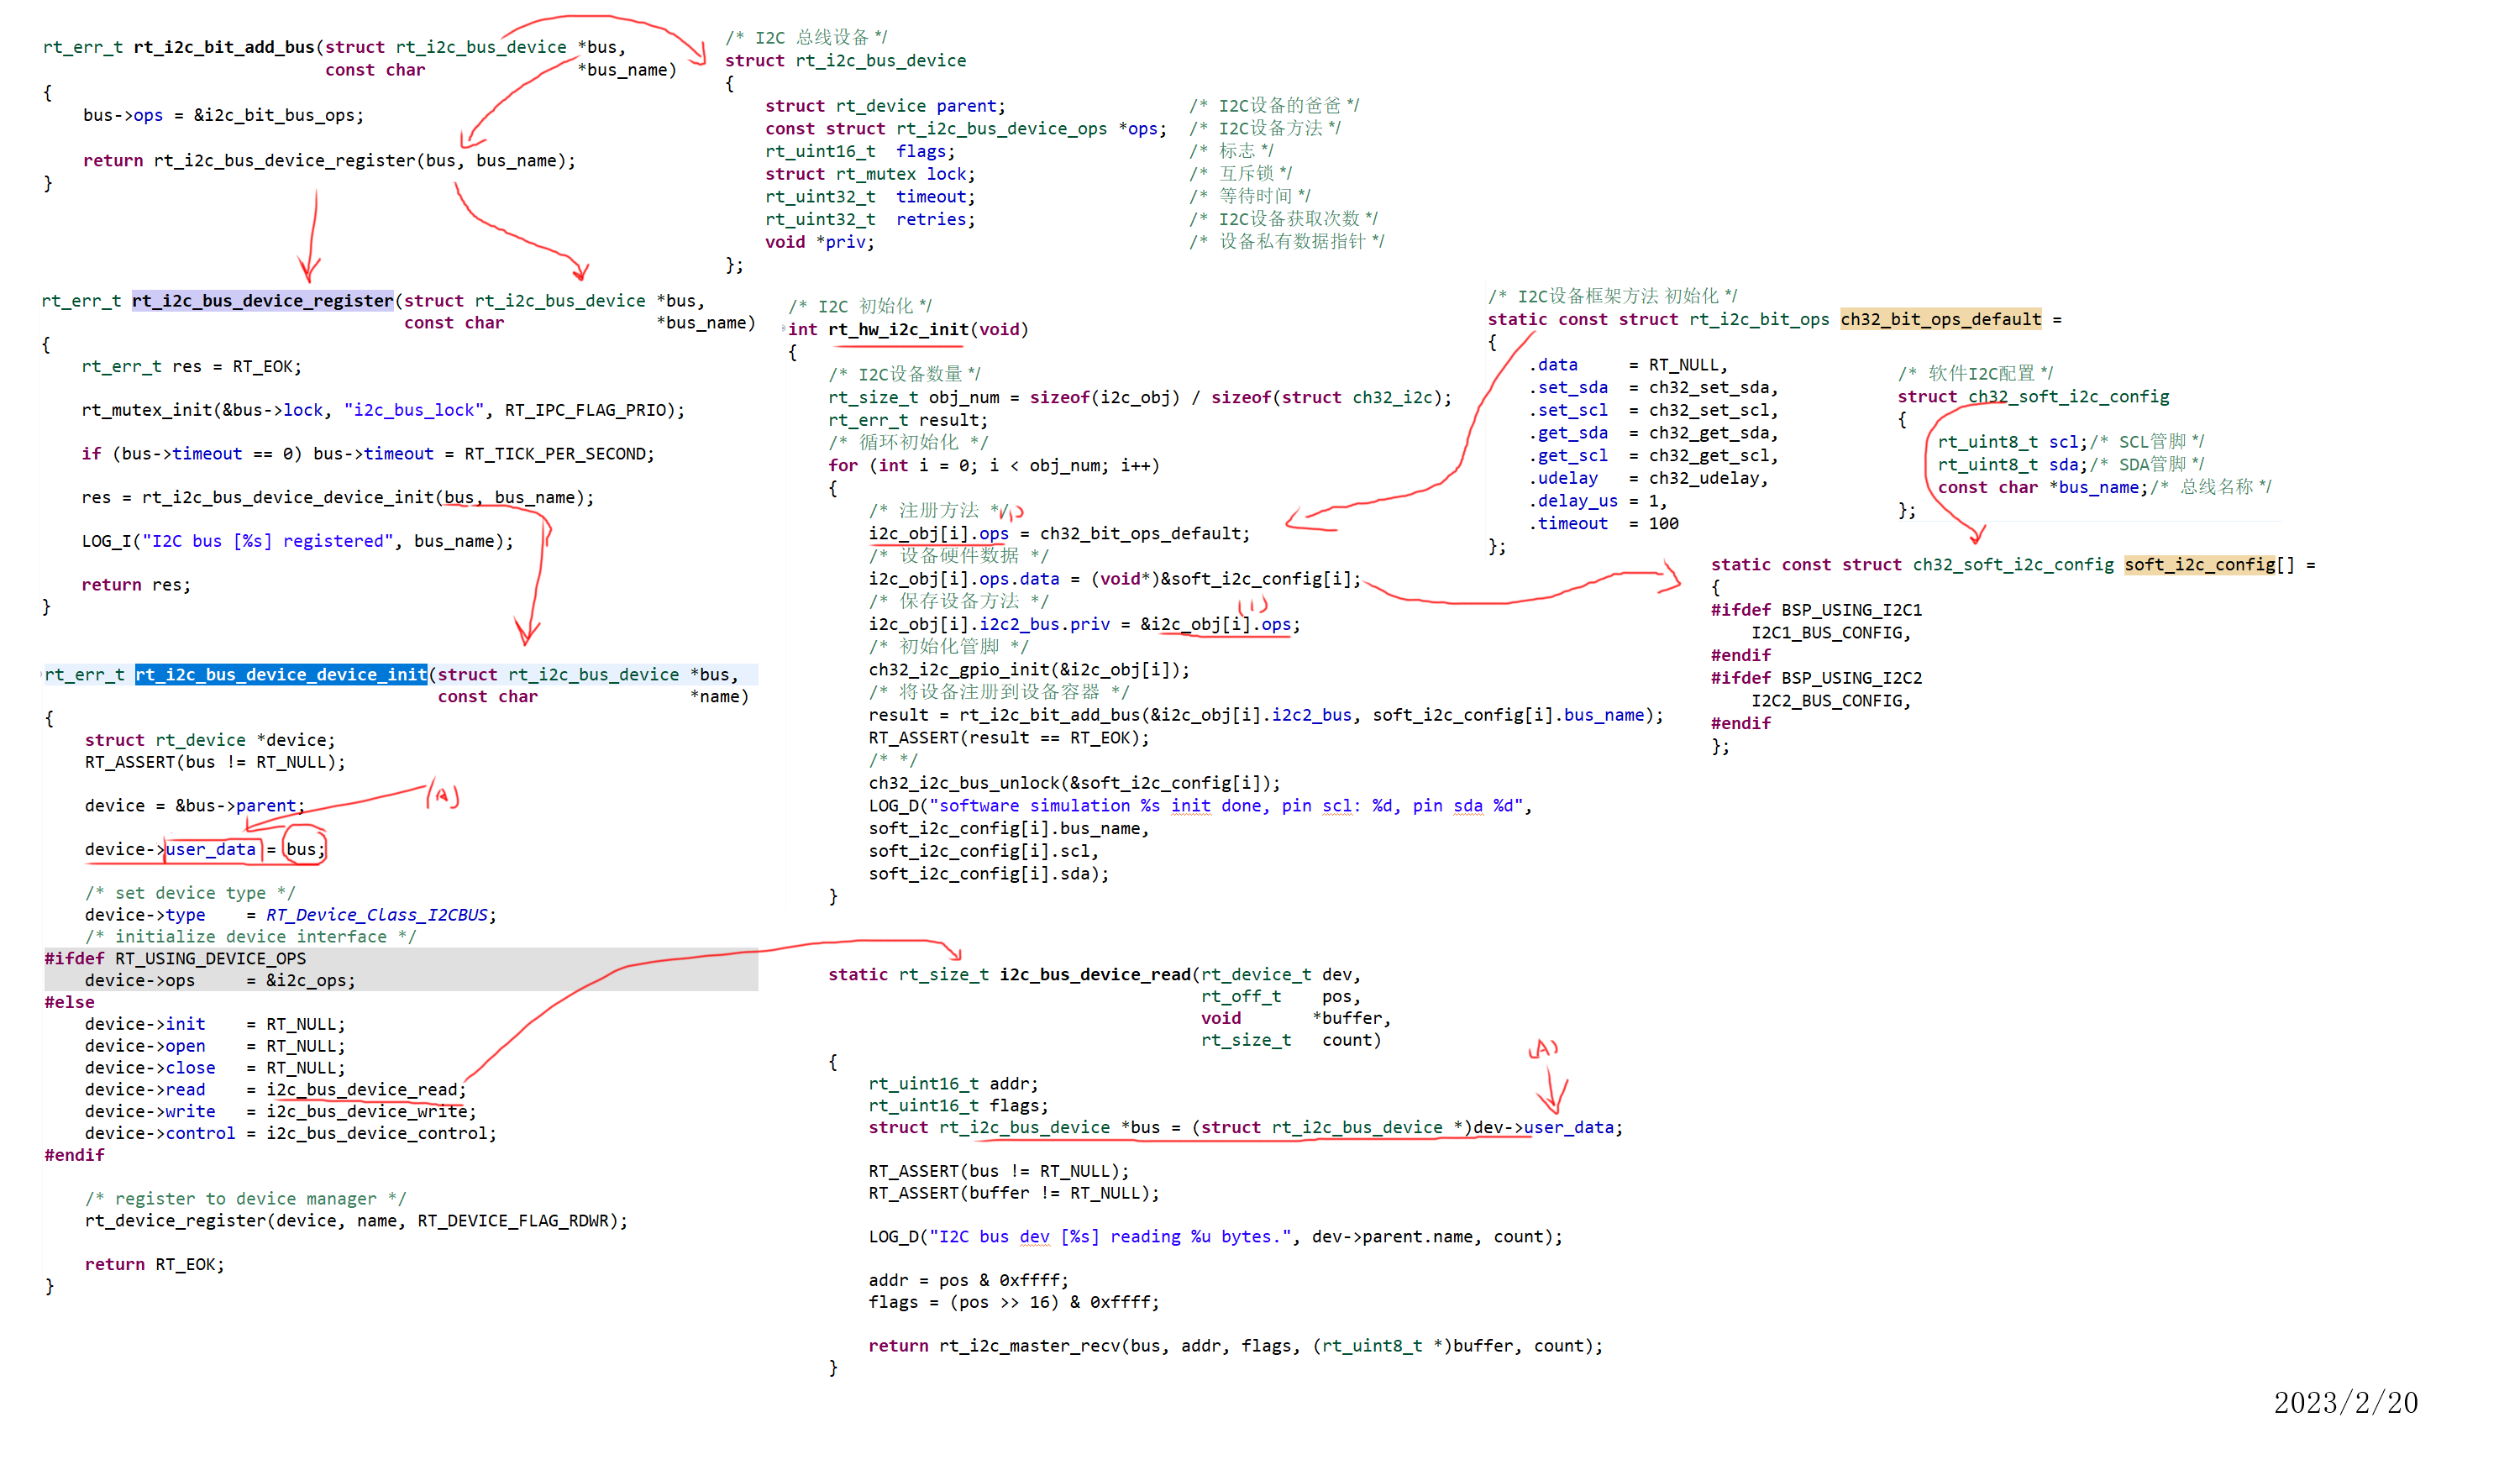 rt_err_t rt_i2c_bit_add_bus(struct rt_i2c_bus_device *bus,
const char *bus_name)
{
bus->ops = &i2c_bit_bus_ops;
return rt_i2c_bus_device_register(bus, bus_name);
}
/* I2C 总线设备 */
struct rt_i2c_bus_device
{
struct rt_device parent; /* I2C设备的爸爸 */
const struct rt_i2c_bus_device_ops *ops; /* I2C设备方法 */
rt_uint16_t flags; /* 标志 */
struct rt_mutex lock; /* 互斥锁 */
rt_uint32_t timeout; /* 等待时间 */
rt_uint32_t retries; /* I2C设备获取次数 */
void *priv; /* 设备私有数据指针 */
};
rt_err_t rt_i2c_bus_device_register(struct rt_i2c_bus_device *bus,
const char *bus_name)
{
rt_err_t res = RT_EOK;
rt_mutex_init(&bus->lock, "i2c_bus_lock", RT_IPC_FLAG_PRIO);
if (bus->timeout == 0) bus->timeout = RT_TICK_PER_SECOND;
res = rt_i2c_bus_device_device_init(bus, bus_name);
LOG_I("I2C bus [%s] registered", bus_name);
return res;
}
rt_err_t rt_i2c_bus_device_device_init(struct rt_i2c_bus_device *bus,
const char *name)
{
struct rt_device *device;
RT_ASSERT(bus != RT_NULL);
device = &bus->parent;
(A)
device->user_data = bus;
/* set device type */
device->type = RT_Device_Class_I2CBUS;
/* initialize device interface */
#ifdef RT_USING_DEVICE_OPS
device->ops = &i2c_ops;
#else
device->init = RT_NULL;
device->open = RT_NULL;
device->close = RT_NULL;
device->read = i2c_bus_device_read;
device->write = i2c_bus_device_write;
device->control = i2c_bus_device_control;
#endif
/* register to device manager */
rt_device_register(device, name, RT_DEVICE_FLAG_RDWR);
return RT_EOK;
}
/* I2C 初始化 */
int rt_hw_i2c_init(void)
{
/* I2C设备数量 */
rt_size_t obj_num = sizeof(i2c_obj) / sizeof(struct ch32_i2c);
rt_err_t result;
/* 循环初始化 */
for (int i = 0; i < obj_num; i++)
{
/* 注册方法 */
(1)
i2c_obj[i].ops = ch32_bit_ops_default;
/* 设备硬件数据 */
i2c_obj[i].ops.data = (void*)&soft_i2c_config[i];
/* 保存设备方法 */
(1)
i2c_obj[i].i2c2_bus.priv = &i2c_obj[i].ops;
/* 初始化管脚 */
ch32_i2c_gpio_init(&i2c_obj[i]);
/* 将设备注册到设备容器 */
result = rt_i2c_bit_add_bus(&i2c_obj[i].i2c2_bus, soft_i2c_config[i].bus_name);
RT_ASSERT(result == RT_EOK);
/* */
ch32_i2c_bus_unlock(&soft_i2c_config[i]);
LOG_D("software simulation %s init done, pin scl: %d, pin sda %d",
soft_i2c_config[i].bus_name,
soft_i2c_config[i].scl,
soft_i2c_config[i].sda);
}
/* I2C设备框架方法 初始化 */
static const struct rt_i2c_bit_ops ch32_bit_ops_default =
{
.data = RT_NULL,
.set_sda = ch32_set_sda,
.set_scl = ch32_set_scl,
.get_sda = ch32_get_sda,
.get_scl = ch32_get_scl,
.udelay = ch32_udelay,
.delay_us = 1,
.timeout = 100
};
/* 软件I2C配置 */
struct ch32_soft_i2c_config
{
rt_uint8_t scl;/* SCL管脚 */
rt_uint8_t sda;/* SDA管脚 */
const char *bus_name;/* 总线名称 */
};
static const struct ch32_soft_i2c_config soft_i2c_config[] =
{
#ifdef BSP_USING_I2C1
I2C1_BUS_CONFIG,
#endif
#ifdef BSP_USING_I2C2
I2C2_BUS_CONFIG,
#endif
};
static rt_size_t i2c_bus_device_read(rt_device_t dev,
rt_off_t pos,
void *buffer,
rt_size_t count)
{
rt_uint16_t addr;
rt_uint16_t flags;
(A)
struct rt_i2c_bus_device *bus = (struct rt_i2c_bus_device *)dev->user_data;
RT_ASSERT(bus != RT_NULL);
RT_ASSERT(buffer != RT_NULL);
LOG_D("I2C bus dev [%s] reading %u bytes.", dev->parent.name, count);
addr = pos & 0xffff;
flags = (pos >> 16) & 0xffff;
return rt_i2c_master_recv(bus, addr, flags, (rt_uint8_t *)buffer, count);
}
2023/2/20